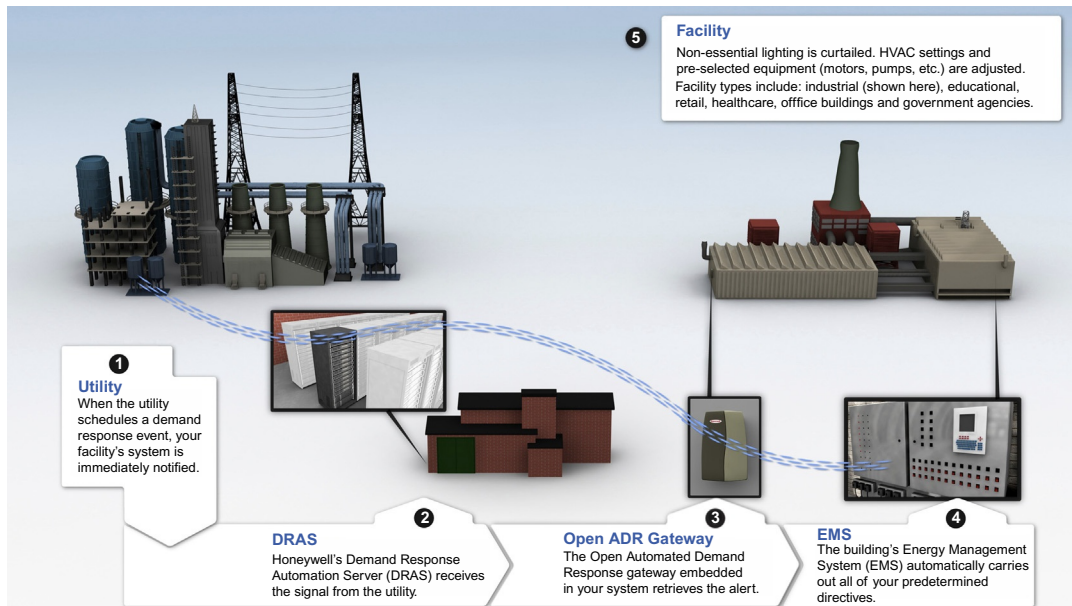 1
Utility
When the utility
schedules a demand
response event, your
facility's system is
immediately notified.
2
DRAS
Honeywell's Demand Response
Automation Server (DRAS) receives
the signal from the utility.
3
Open ADR Gateway
The Open Automated Demand
Response gateway embedded
in your system retrieves the alert.
4
EMS
The building's Energy Management
System (EMS) automatically carries
out all of your predetermined
directives.
5
Facility
Non-essential lighting is curtailed. HVAC settings and
pre-selected equipment (motors, pumps, etc.) are adjusted.
Facility types include: industrial (shown here), educational,
retail, healthcare, offfice buildings and government agencies.